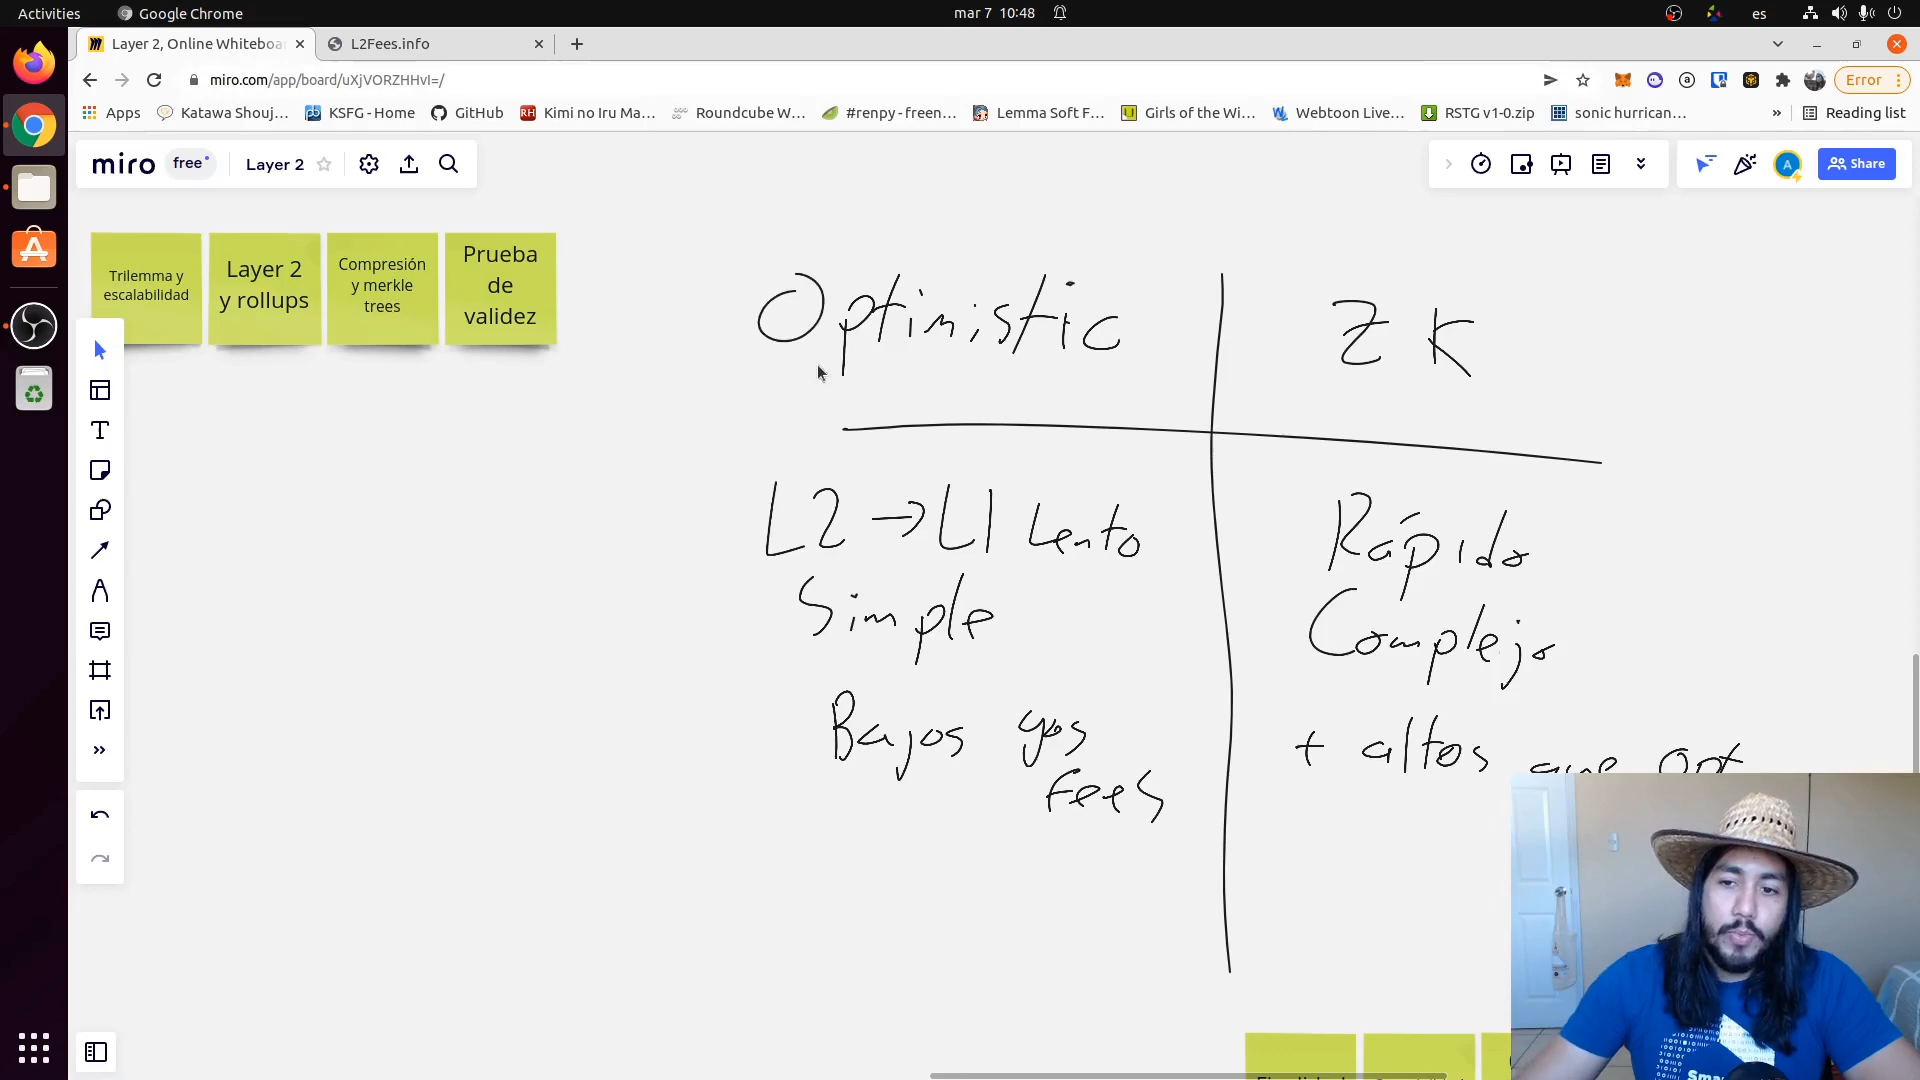 Activities
Google Chrome
mar 7 10:48
es
Layer 2, Online Whiteboa
L2Fees.info
miro.com/app/board/uXjVORZHHvI=/
Error
Apps
Katawa Shouj...
KSFG - Home
GitHub
Kimi no Iru Ma...
Roundcube W...
#renpy - freen...
Lemma Soft F...
Girls of the Wi...
Webtoon Live...
RSTG v1-0.zip
sonic hurrican...
»
Reading list
miro
free
Layer 2
A
Share
Trilemma y
escalabilidad
Layer 2
y rollups
Compresión
y merkle
trees
Prueba
de
validez
Optimistic
ZK
L2 → L1 Lento
Rápido
Simple
Complejo
Bajos gas
fees
+ altos que opt